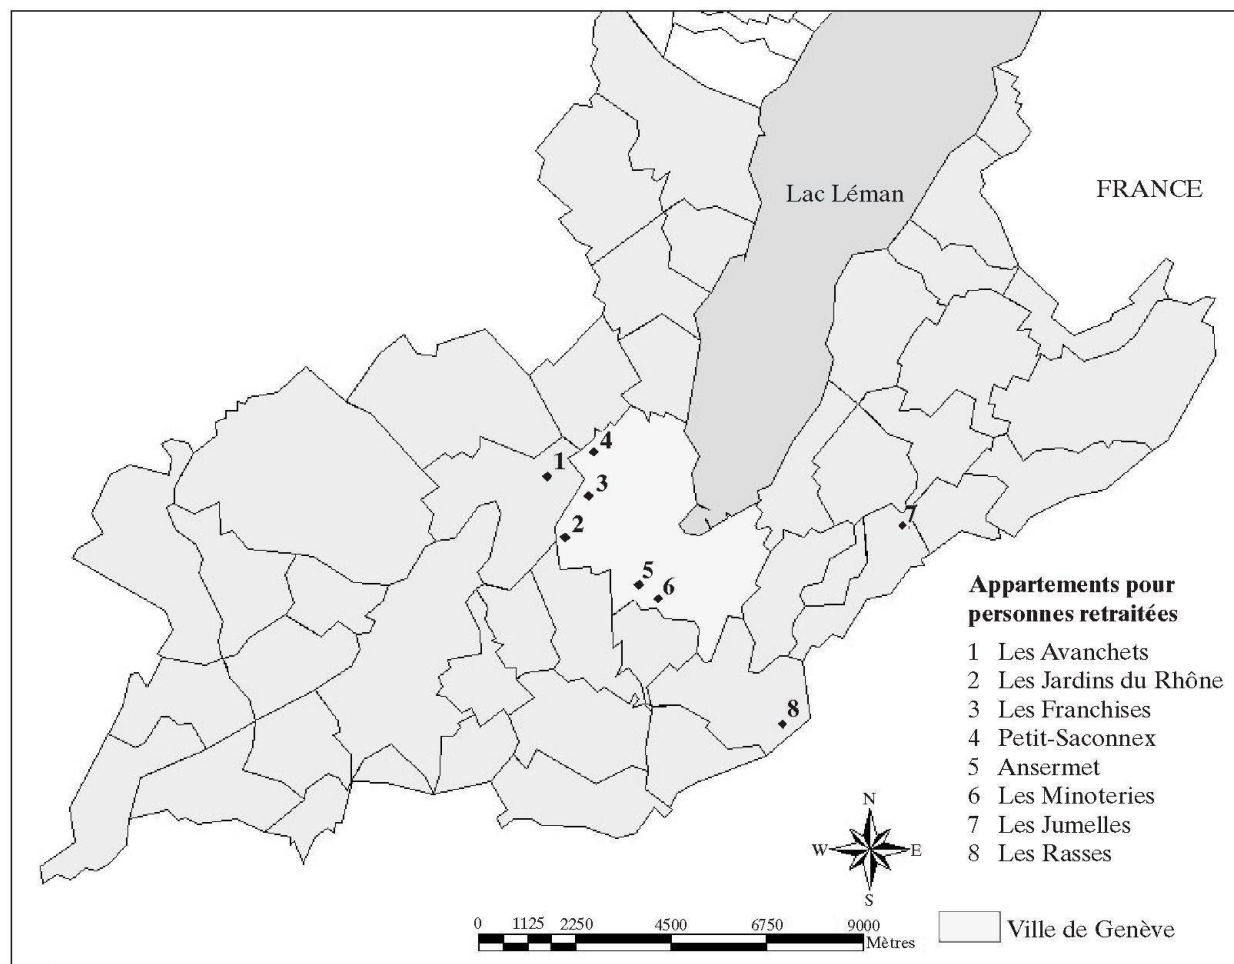 Lac Léman
FRANCE
4
1
3
2
7
5
6
8
Appartements pour
personnes retraitées
1 Les Avanchets
2 Les Jardins du Rhône
3 Les Franchises
4 Petit-Saconnex
5 Ansermet
6 Les Minoteries
7 Les Jumelles
8 Les Rasses
N
W E
S
0 1125 2250 4500 6750 9000
Mètres
Ville de Genève